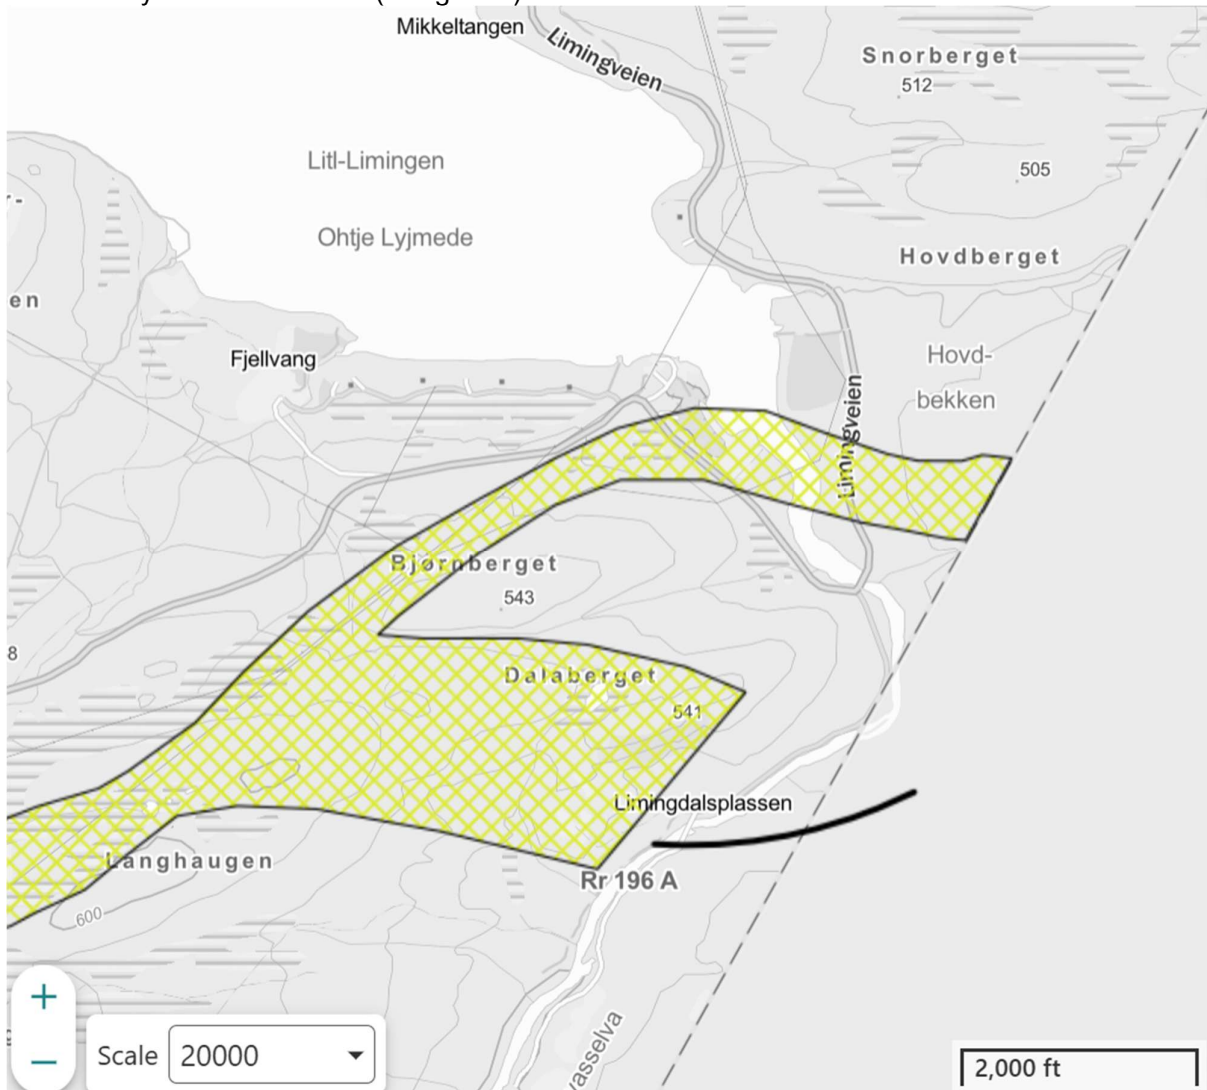 Mikkeltangen
Limingveien
Snorberget
512
Litl-Limingen
505
r-
Ohtje Lyjmede
Hovdberget
en
Fjellvang
Hovd-
bekken
Limingveien
Bjørnberget
543
8
Dalaberget
541
Limingdalsplassen
Langhaugen
Rr 196 A
600
+
−
Scale 20000
vasselva
2,000 ft